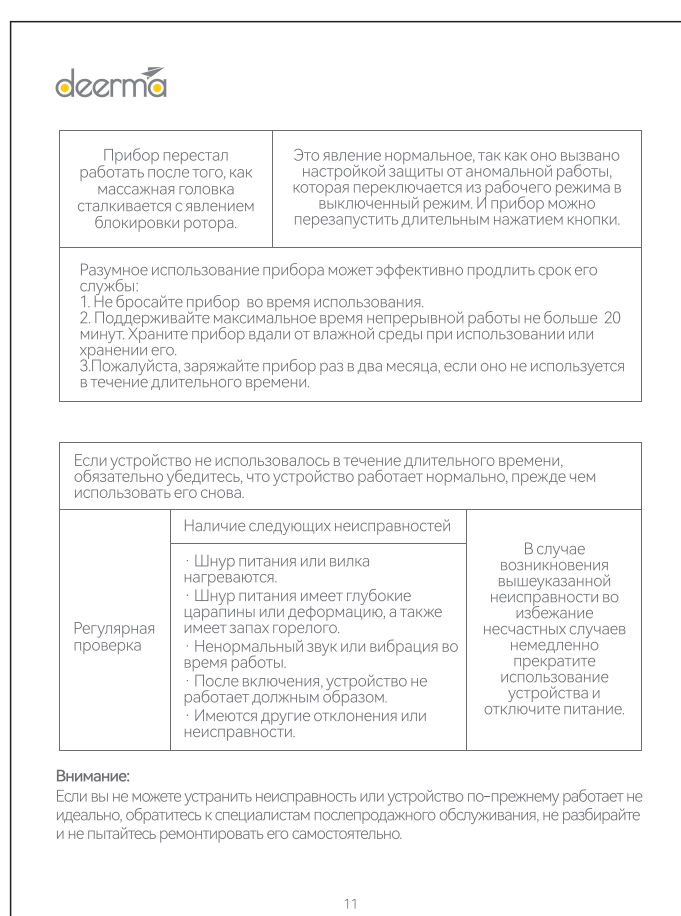 deerma
Прибор перестал
работать после того, как
массажная головка
сталкивается с явлением
блокировки ротора.
Это явление нормальное, так как оно вызвано
настройкой защиты от аномальной работы,
которая переключается из рабочего режима в
выключенный режим. И прибор можно
перезапустить длительным нажатием кнопки.
Разумное использование прибора может эффективно продлить срок его
службы:
1. Не бросайте прибор во время использования.
2. Поддерживайте максимальное время непрерывной работы не больше 20
минут. Храните прибор вдали от влажной среды при использовании или
хранении его.
3.Пожалуйста, заряжайте прибор раз в два месяца, если оно не используется
в течение длительного времени.
Если устройство не использовалось в течение длительного времени,
обязательно убедитесь, что устройство работает нормально, прежде чем
использовать его снова.
Регулярная
проверка
Наличие следующих неисправностей
· Шнур питания или вилка
нагреваются.
· Шнур питания имеет глубокие
царапины или деформацию, а также
имеет запах горелого.
· Ненормальный звук или вибрация во
время работы.
· После включения, устройство не
работает должным образом.
· Имеются другие отклонения или
неисправности.
В случае
возникновения
вышеуказанной
неисправности во
избежание
несчастных случаев
немедленно
прекратите
использование
устройства и
отключите питание.
Внимание:
Если вы не можете устранить неисправность или устройство по-прежнему работает не
идеально, обратитесь к специалистам послепродажного обслуживания, не разбирайте
и не пытайтесь ремонтировать его самостоятельно.
11